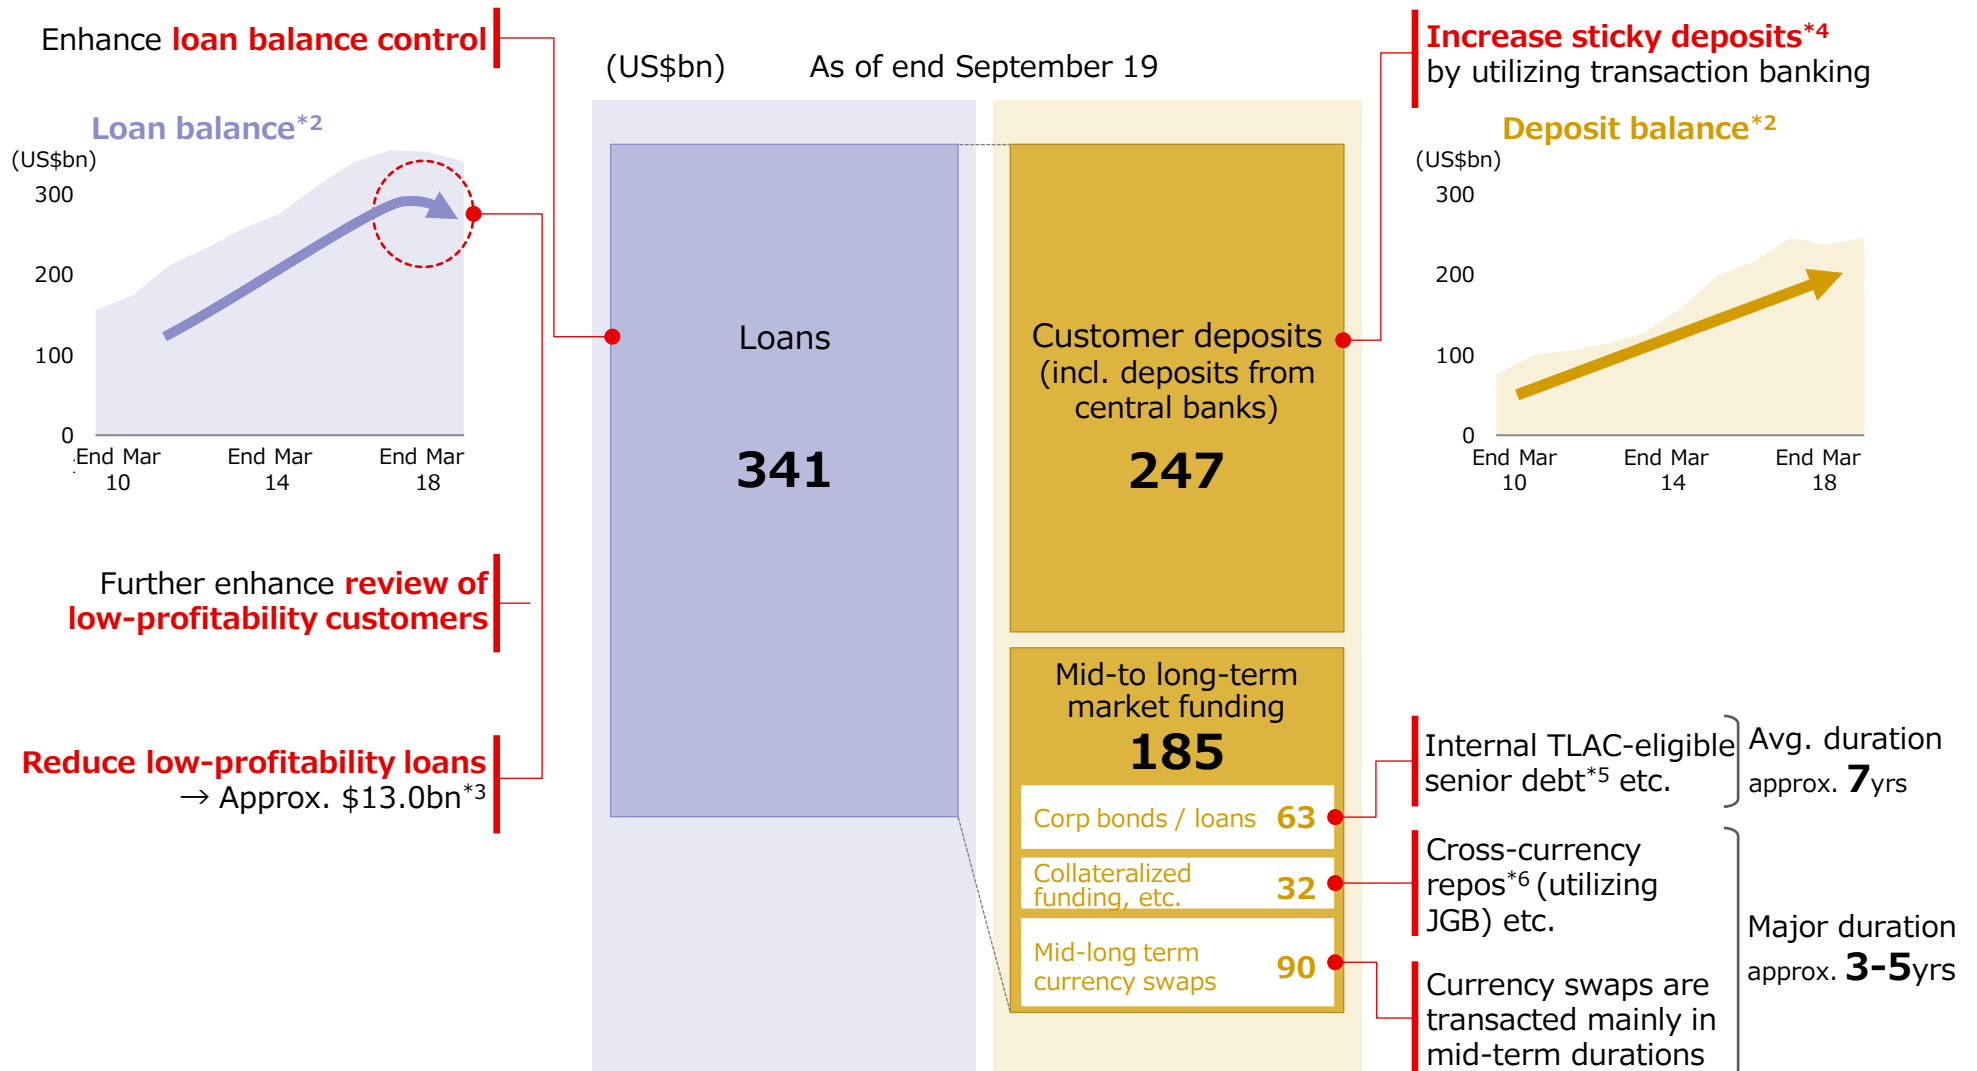 Enhance loan balance control
Loan balance*2
(US$bn)
300
200
100
0
End Mar
10
End Mar
14
End Mar
18
Further enhance review of
low-profitability customers
Reduce low-profitability loans
→ Approx. $13.0bn*3
(US$bn) As of end September 19
Loans
341
Customer deposits
(incl. deposits from
central banks)
247
Mid-to long-term
market funding
185
Corp bonds / loans 63
Collateralized
funding, etc. 32
Mid-long term
currency swaps 90
Increase sticky deposits*4
by utilizing transaction banking
Deposit balance*2
(US$bn)
300
200
100
0
End Mar
10
End Mar
14
End Mar
18
Internal TLAC-eligible
senior debt*5 etc.
Avg. duration
approx. 7yrs
Cross-currency
repos*6 (utilizing
JGB) etc.
Currency swaps are
transacted mainly in
mid-term durations
Major duration
approx. 3-5yrs